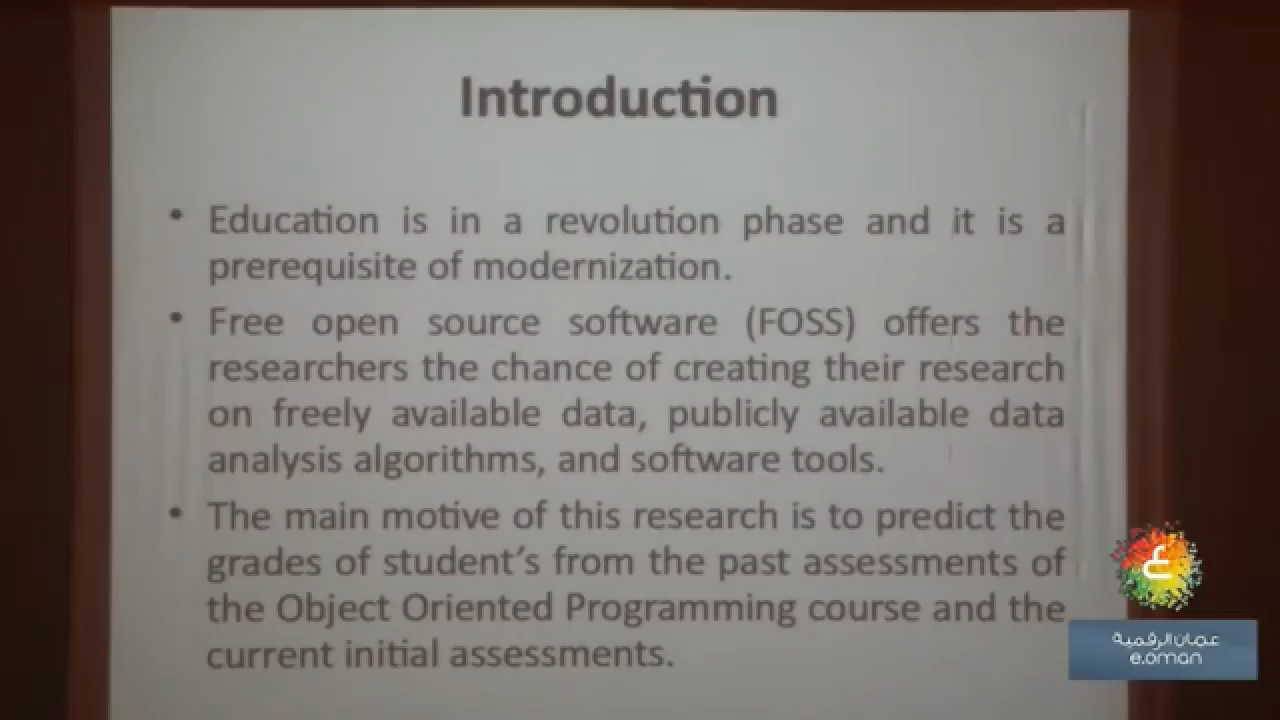 Introduction
• Education is in a revolution phase and it is a
prerequisite of modernization.
• Free open source software (FOSS) offers the
researchers the chance of creating their research
on freely available data, publicly available data
analysis algorithms, and software tools.
• The main motive of this research is to predict the
grades of student's from the past assessments of
the Object Oriented Programming course and the
current initial assessments.
ع
عمان الرقمية
e.oman